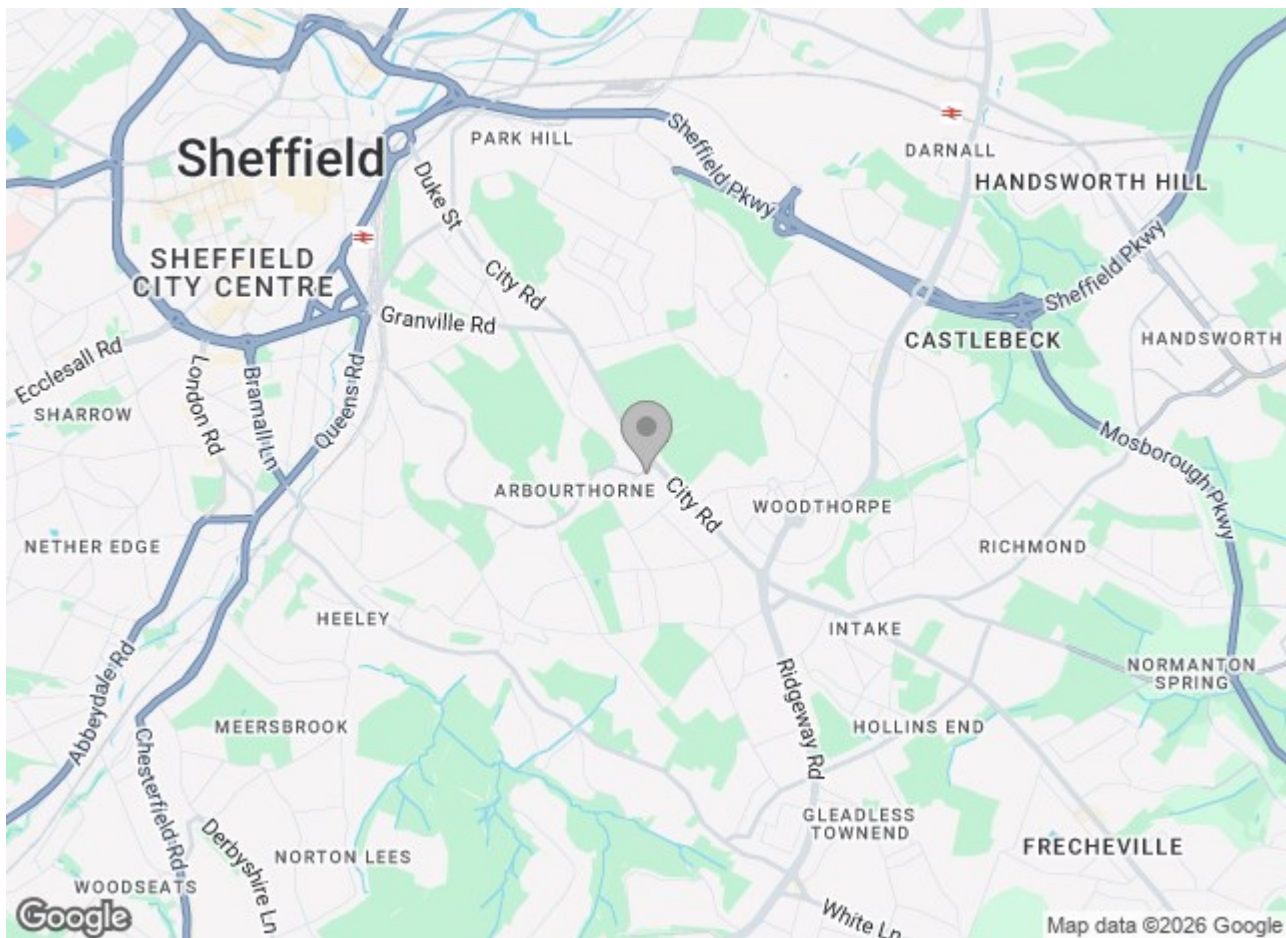 Sheffield
PARK HILL
Sheffield Pkwy
DARNALL
HANDSWORTH HILL
Duke St
SHEFFIELD
CITY CENTRE
City Rd
Sheffield Pkwy
Sheffield Pkwy
Granville Rd
CASTLEBECK
HANDSWORTH
Ecclesall Rd
London Rd
Bramall Ln
Queens Rd
SHARROW
Mosborough Pkwy
ARBOURTHORNE
City Rd
WOODTHORPE
NETHER EDGE
RICHMOND
HEELEY
INTAKE
Abbeydale Rd
Ridgeway Rd
NORMANTON
SPRING
MEERSBROOK
HOLLINS END
Chesterfield Rd
Derbyshire Ln
GLEADLESS
TOWNEND
NORTON LEES
FRECHEVILLE
WOODSEATS
White Ln
Google
Map data ©2026 Google